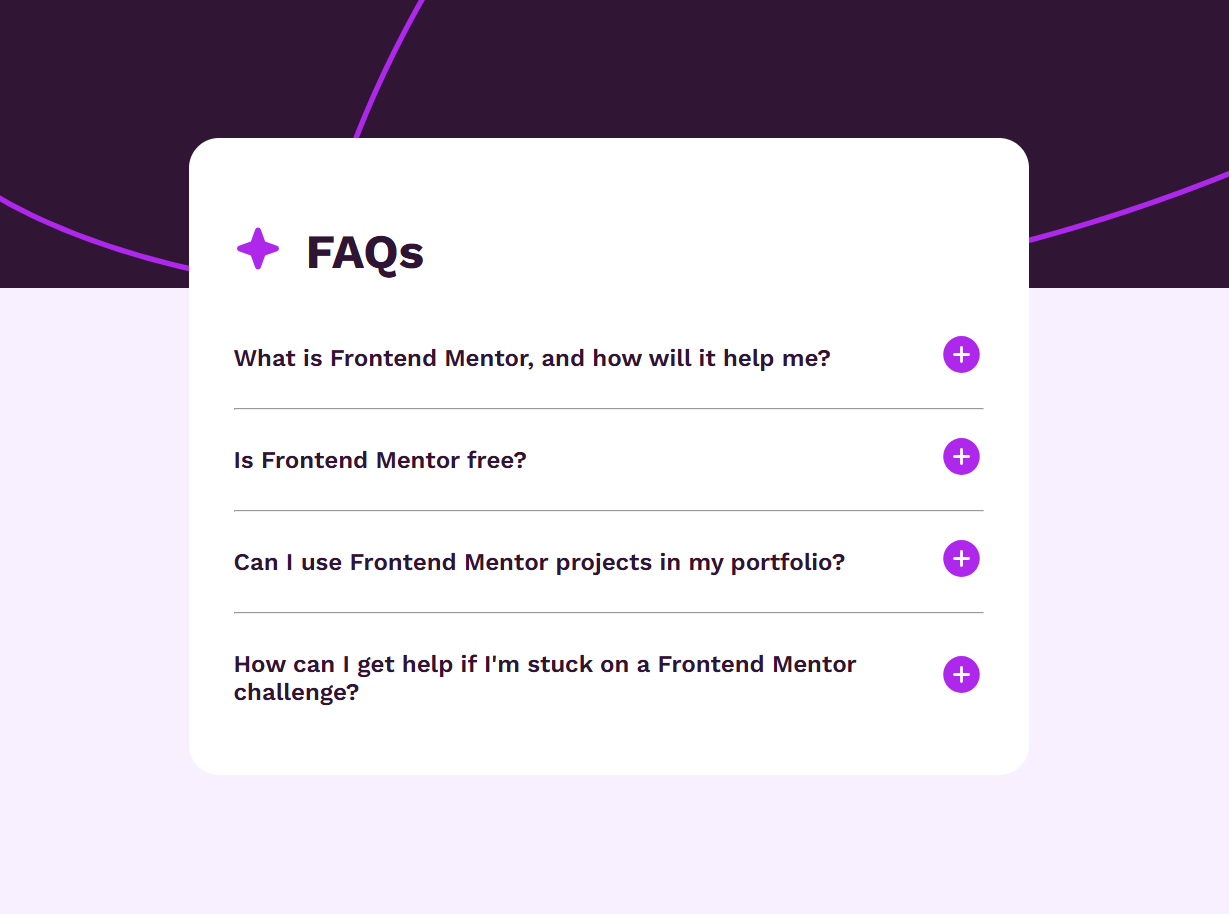 FAQs
What is Frontend Mentor, and how will it help me?
Is Frontend Mentor free?
Can I use Frontend Mentor projects in my portfolio?
How can I get help if I'm stuck on a Frontend Mentor
challenge?